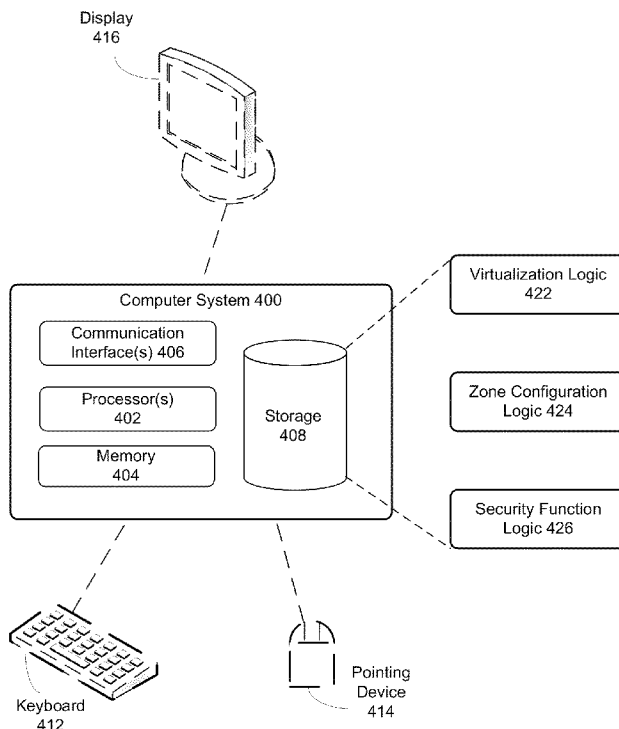 Display
416
Computer System 400
Communication
Interface(s) 406
Processor(s)
402
Memory
404
Storage
408
Virtualization Logic
422
Zone Configuration
Logic 424
Security Function
Logic 426
Keyboard
412
Pointing
Device
414